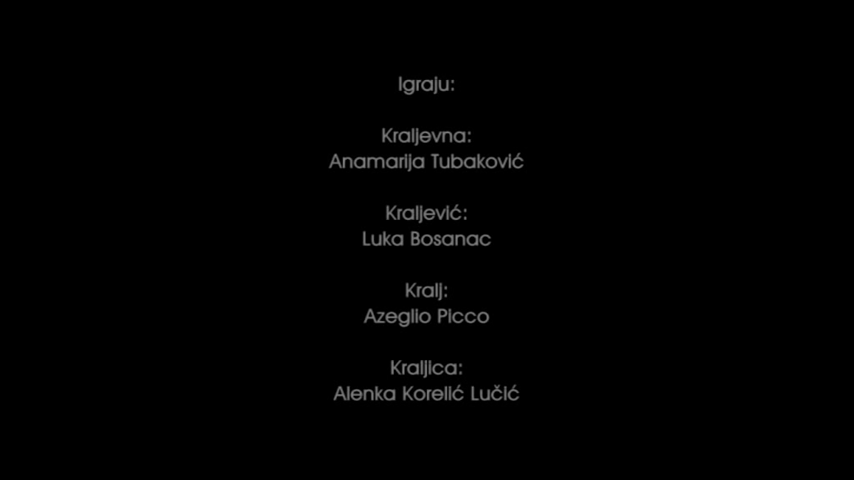 Igraju:
Kraljevna:
Anamarija Tubaković
Kraljević:
Luka Bosanac
Kralj:
Azeglio Picco
Kraljica:
Alenka Korelić Lučić